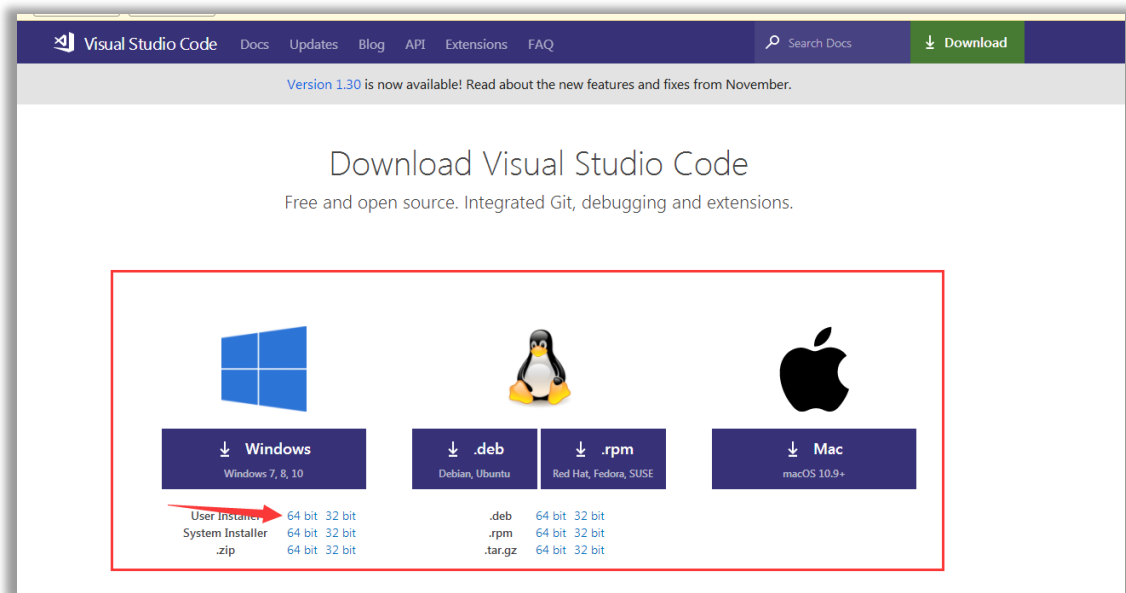 Visual Studio Code Docs Updates Blog API Extensions FAQ Search Docs Download
Version 1.30 is now available! Read about the new features and fixes from November.
Download Visual Studio Code
Free and open source. Integrated Git, debugging and extensions.
Windows .deb .rpm Mac
Windows 7, 8, 10 Debian, Ubuntu Red Hat, Fedora, SUSE macOS 10.9+
User Installer 64 bit 32 bit .deb 64 bit 32 bit
System Installer 64 bit 32 bit .rpm 64 bit 32 bit
.zip 64 bit 32 bit .tar.gz 64 bit 32 bit